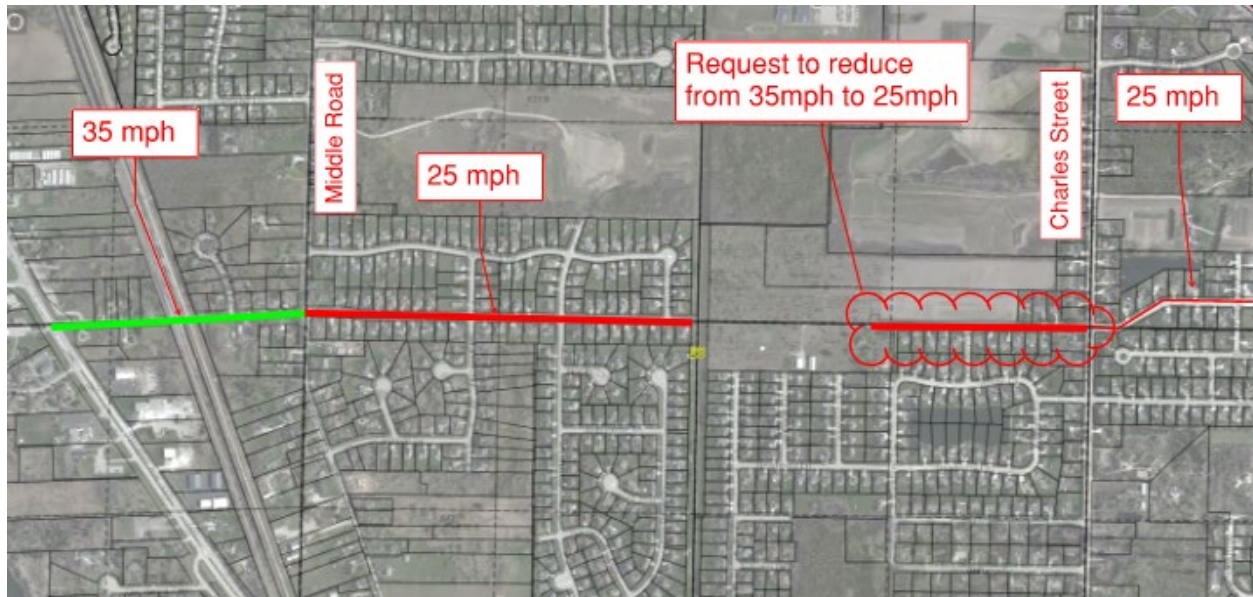 35 mph
Middle Road
25 mph
Request to reduce
from 35mph to 25mph
Charles Street
25 mph